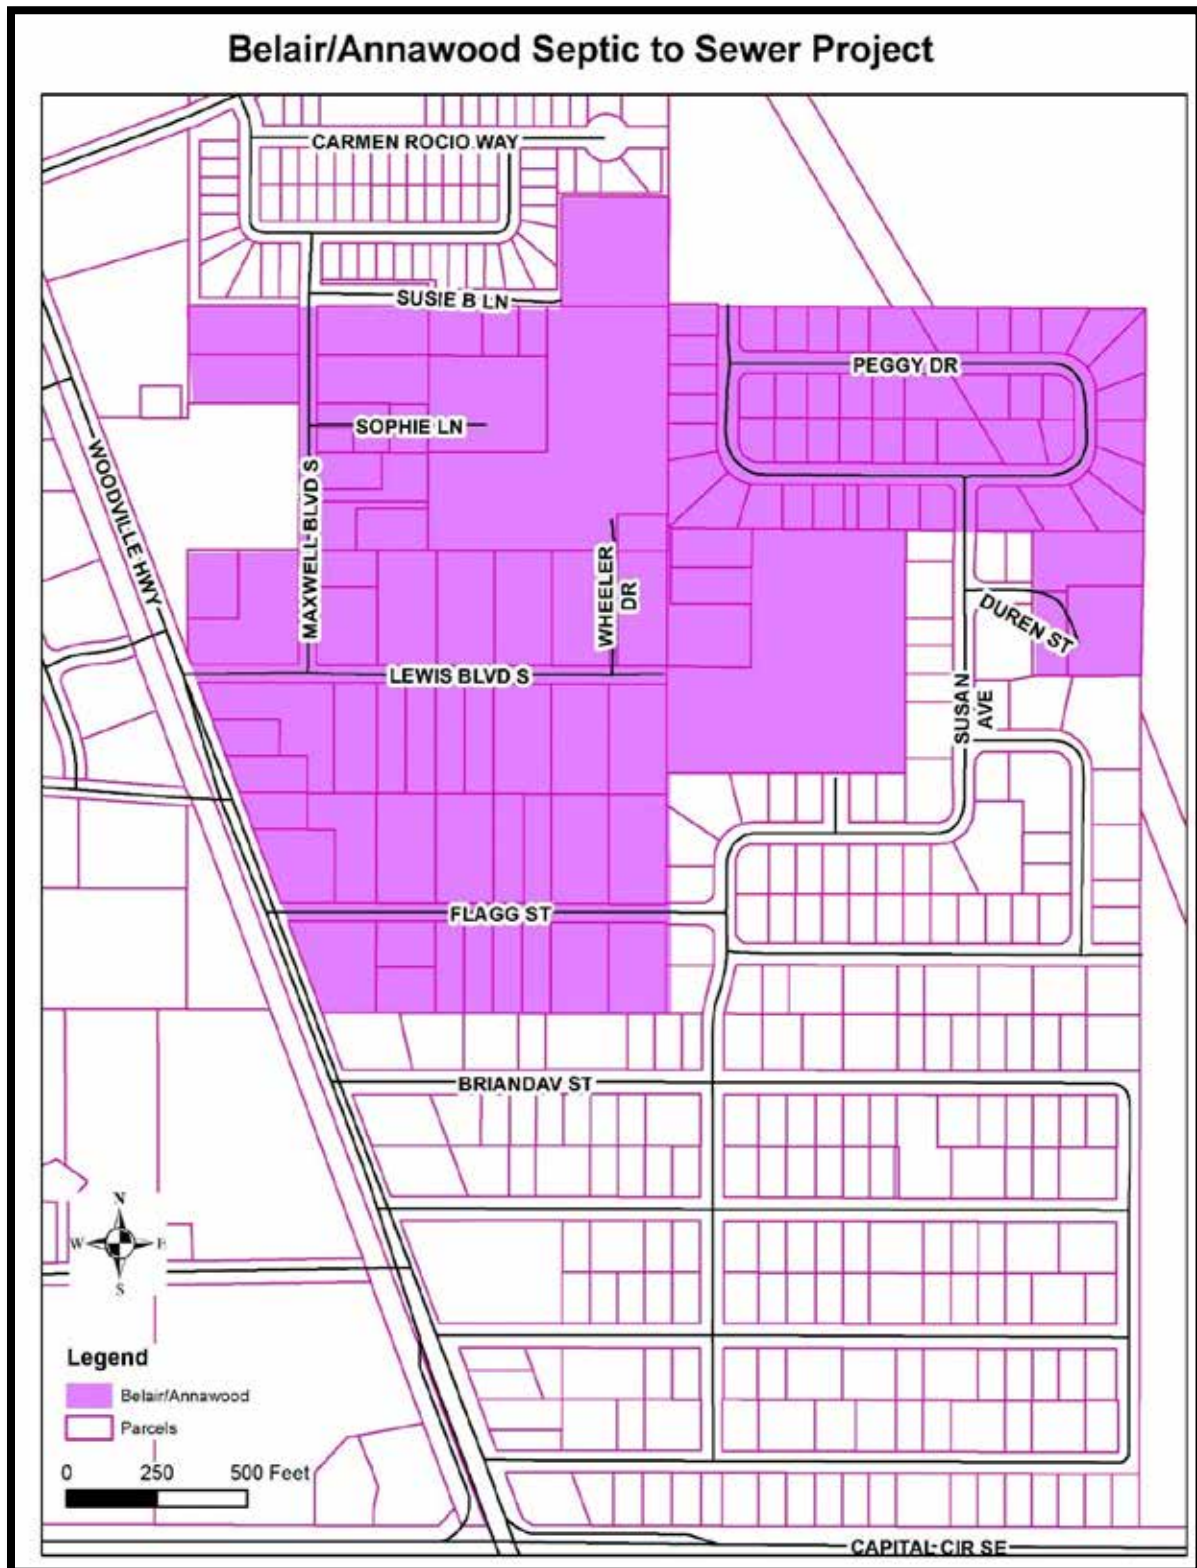 Belair/Annawood Septic to Sewer Project
CARMEN ROCIO WAY
SUSIE B LN
PEGGY DR
SOPHIE LN
WOODVILLE HWY
MAXWELL BLVD S
WHEELER
DR
DUREN ST
LEWIS BLVD S
SUSAN
AVE
FLAGG ST
BRIANDAV ST
N
W E
S
Legend
Belair/Annawood
Parcels
0 250 500 Feet
CAPITAL CIR SE